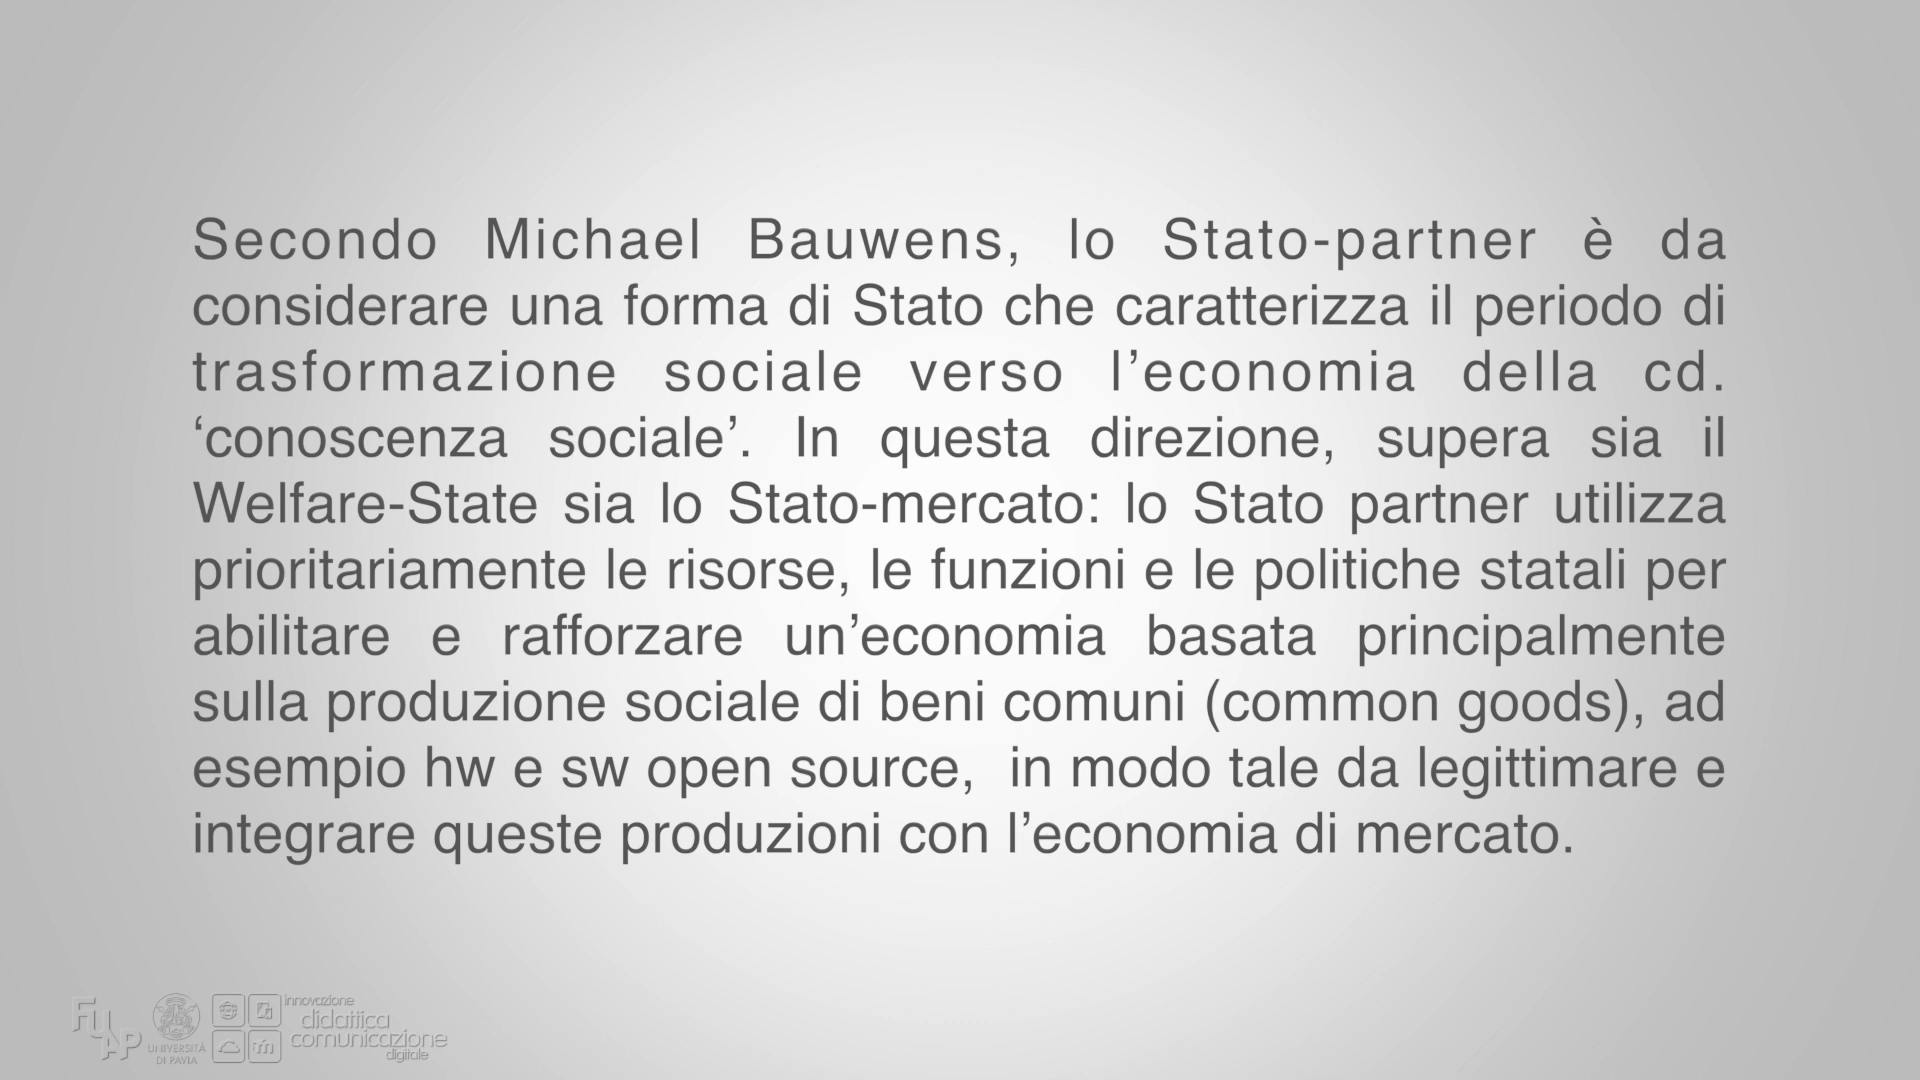 Secondo Michael Bauwens, lo Stato-partner è da
considerare una forma di Stato che caratterizza il periodo di
trasformazione sociale verso l’economia della cd.
‘conoscenza sociale’. In questa direzione, supera sia il
Welfare-State sia lo Stato-mercato: lo Stato partner utilizza
prioritariamente le risorse, le funzioni e le politiche statali per
abilitare e rafforzare un’economia basata principalmente
sulla produzione sociale di beni comuni (common goods), ad
esempio hw e sw open source,  in modo tale da legittimare e
integrare queste produzioni con l’economia di mercato.
UNIVERSITÀ
DI PAVIA
innovazione
didattica
comunicazione
digitale